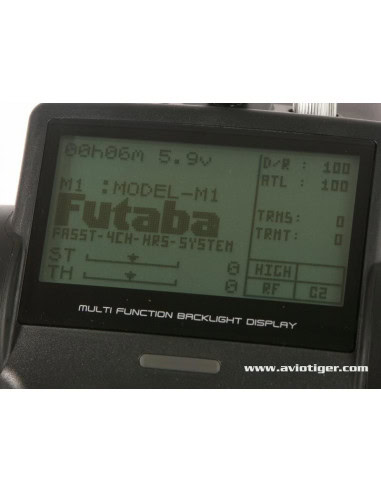 00h06m 5.9v
M1 :MODEL-M1
Futaba
FASST-4CH-HRS-SYSTEM
ST 0
TH 0
D/R : 100
ATL : 100
TRMS: 0
TRMT: 0
HIGH
RF C2
MULTI FUNCTION BACKLIGHT DISPLAY
www.aviotiger.com